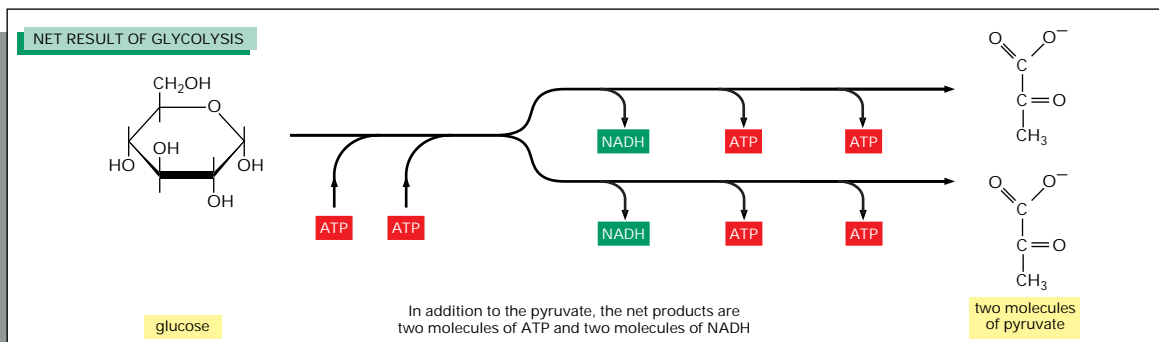 NET RESULT OF GLYCOLYSIS
CH₂OH
O
OH
HO
OH
OH
glucose
ATP
ATP
NADH
ATP
ATP
NADH
ATP
ATP
In addition to the pyruvate, the net products are
two molecules of ATP and two molecules of NADH
O O–
C
C=O
CH₃
O O–
C
C=O
CH₃
two molecules
of pyruvate